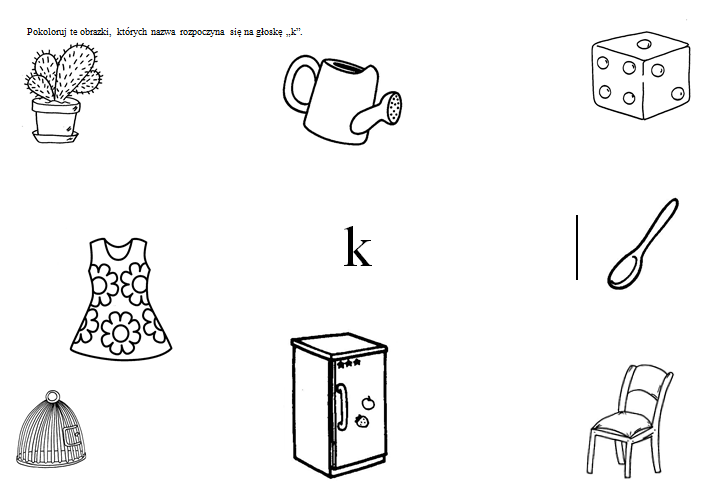 Pokoloruj te obrazki, których nazwa rozpoczyna się na głoskę „k”.
k